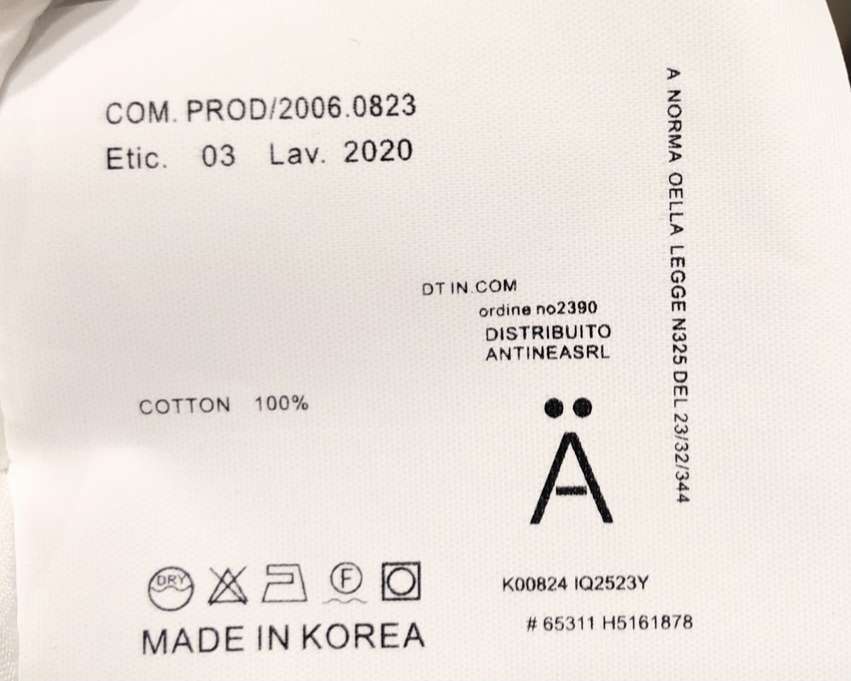 COM. PROD/2006.0823
Etic. 03 Lav. 2020
DT IN.COM
ordine no2390
DISTRIBUITO
ANTINEASRL
COTTON 100%
Ä
DRY
F
K00824 IQ2523Y
# 65311 H5161878
MADE IN KOREA
A NORMA OELLA LEGGE N325 DEL 23/32/344